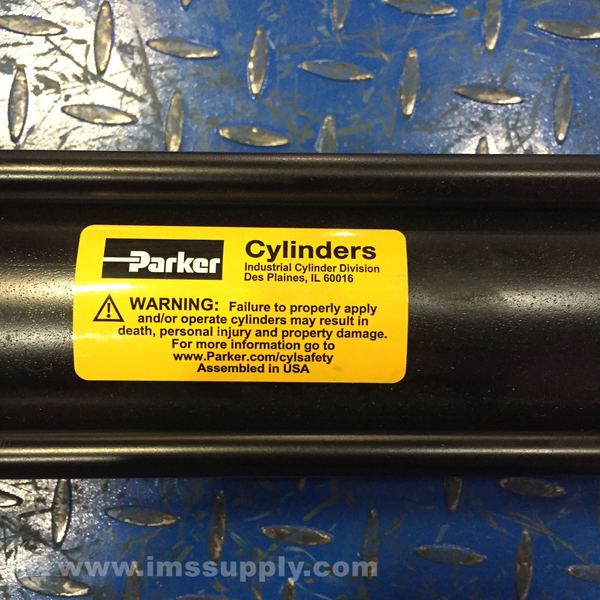 Parker
Cylinders
Industrial Cylinder Division
Des Plaines, IL 60016
WARNING: Failure to properly apply
and/or operate cylinders may result in
death, personal injury and property damage.
For more information go to
www.Parker.com/cylsafety
Assembled in USA
www.imssupply.com